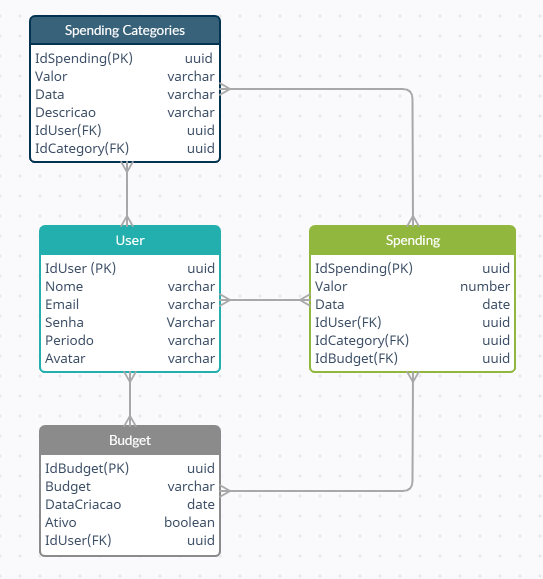 Spending Categories
IdSpending(PK) uuid
Valor varchar
Data varchar
Descricao varchar
IdUser(FK) uuid
IdCategory(FK) uuid
User
IdUser (PK) uuid
Nome varchar
Email varchar
Senha Varchar
Periodo varchar
Avatar varchar
Spending
IdSpending(PK) uuid
Valor number
Data date
IdUser(FK) uuid
IdCategory(FK) uuid
IdBudget(FK) uuid
Budget
IdBudget(PK) uuid
Budget varchar
DataCriacao date
Ativo boolean
IdUser(FK) uuid